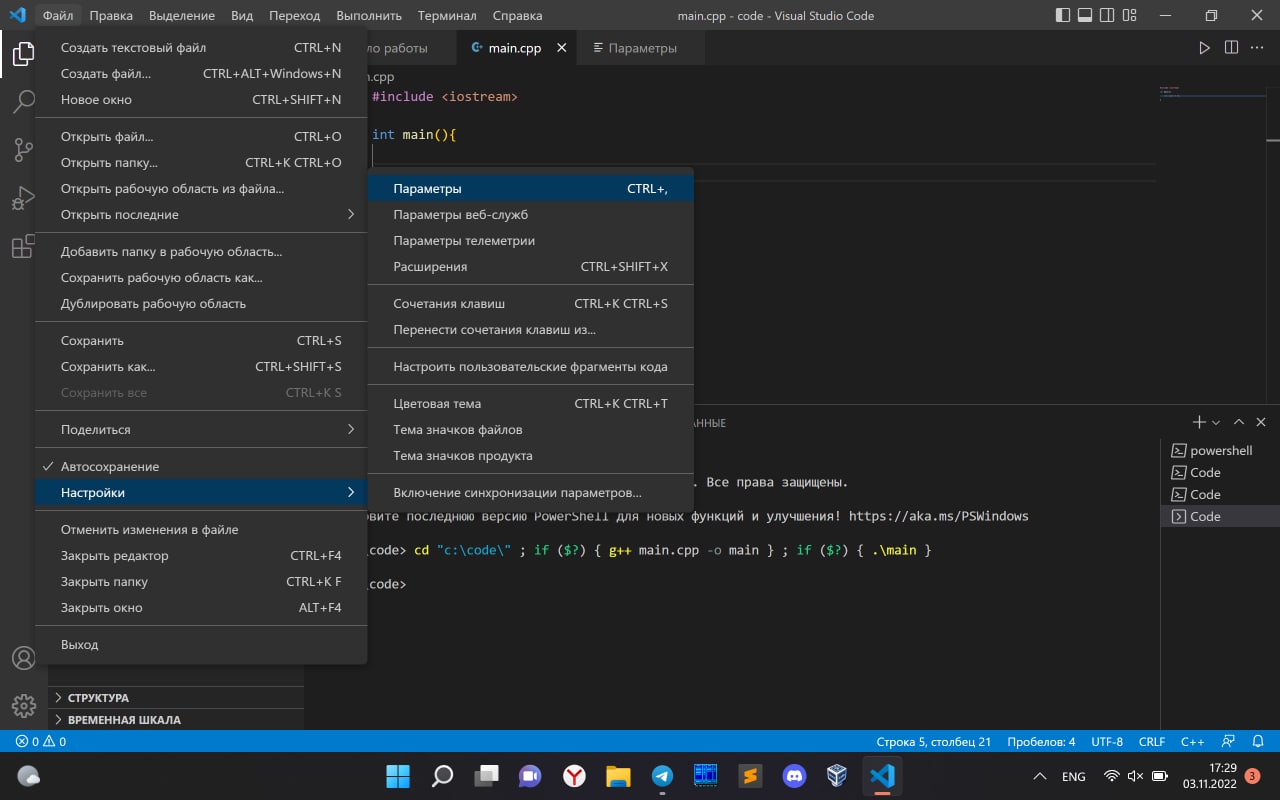 Файл Правка Выделение Вид Переход Выполнить Терминал Справка main.cpp - code - Visual Studio Code
Создать текстовый файл CTRL+N
Создать файл... CTRL+ALT+Windows+N
Новое окно CTRL+SHIFT+N
Открыть файл... CTRL+O
Открыть папку... CTRL+K CTRL+O
Открыть рабочую область из файла...
Открыть последние
Добавить папку в рабочую область...
Сохранить рабочую область как...
Дублировать рабочую область
Сохранить CTRL+S
Сохранить как... CTRL+SHIFT+S
Сохранить все CTRL+K S
Поделиться
Автосохранение
Настройки
Отменить изменения в файле
Закрыть редактор CTRL+F4
Закрыть папку CTRL+K F
Закрыть окно ALT+F4
Выход
работы main.cpp Параметры
.cpp
#include <iostream>
int main(){
Параметры CTRL+,
Параметры веб-служб
Параметры телеметрии
Расширения CTRL+SHIFT+X
Сочетания клавиш CTRL+K CTRL+S
Перенести сочетания клавиш из...
Настроить пользовательские фрагменты кода
Цветовая тема CTRL+K CTRL+T
Тема значков файлов
Тема значков продукта
Включение синхронизации параметров...
АННЫЕ
. Все права защищены.
овите последнюю версию PowerShell для новых функций и улучшения! https://aka.ms/PSWindows
code> cd "c:\code\" ; if ($?) { g++ main.cpp -o main } ; if ($?) { .\main }
\code>
powershell
Code
Code
Code
СТРУКТУРА
ВРЕМЕННАЯ ШКАЛА
0 0 Строка 5, столбец 21 Пробелов: 4 UTF-8 CRLF C++
ENG 17:29
03.11.2022 3